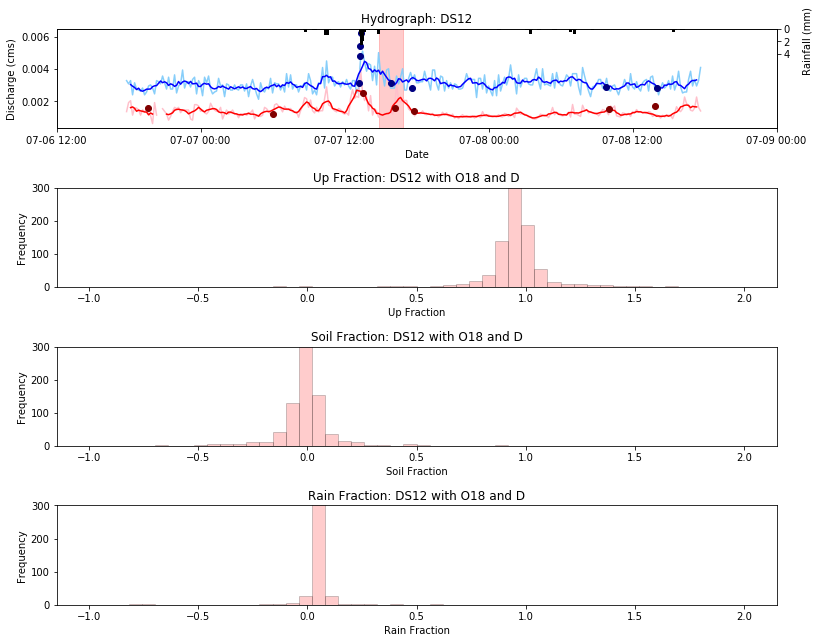 Hydrograph: DS12
0.006
0.004
0.002
Discharge (cms)
0
2
4
Rainfall (mm)
07-06 12:00 07-07 00:00 07-07 12:00 07-08 00:00 07-08 12:00 07-09 00:00
Date
Up Fraction: DS12 with O18 and D
300
200
100
0
Frequency
−1.0 −0.5 0.0 0.5 1.0 1.5 2.0
Up Fraction
Soil Fraction: DS12 with O18 and D
300
200
100
0
Frequency
−1.0 −0.5 0.0 0.5 1.0 1.5 2.0
Soil Fraction
Rain Fraction: DS12 with O18 and D
300
200
100
0
Frequency
−1.0 −0.5 0.0 0.5 1.0 1.5 2.0
Rain Fraction